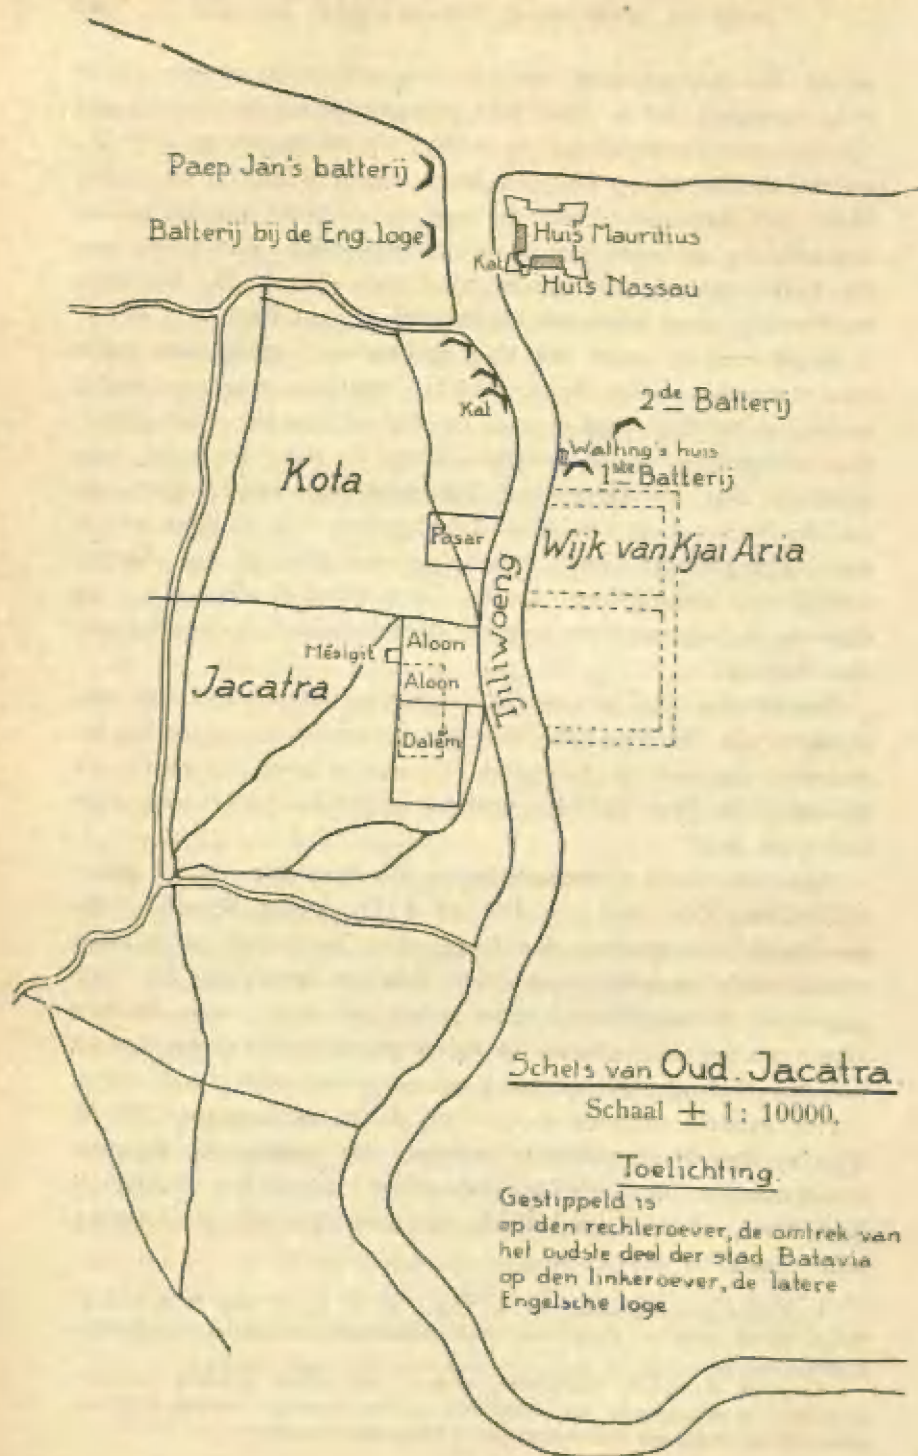 Paep Jan's batterij
Batterij bij de Eng. loge
Huis Mauritius
Kat
Huis Nassau
Kat
2de Batterij
Watting's huis
1ste Batterij
Kota
Pasar
Wijk van Kjai Aria
Tjiliwoeng
Mésigit
Aloon
Aloon
Jacatra
Dalem
Schets van Oud. Jacatra.
Schaal ± 1: 10000.
Toelichting.
Gestippeld is
op den rechteroever, de omtrek van
het oudste deel der stad Batavia
op den linkeroever, de latere
Engelsche loge